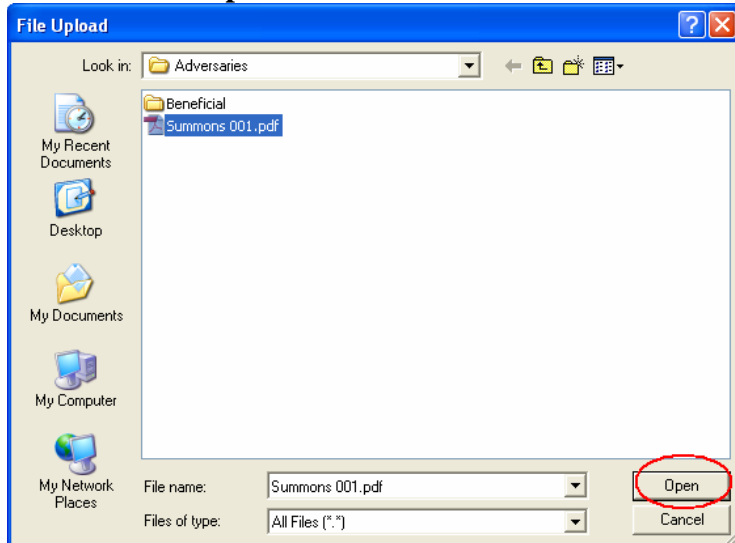 File Upload
Look in:
Adversaries
Beneficial
Summons 001.pdf
My Recent
Documents
Desktop
My Documents
My Computer
My Network
Places
File name:
Summons 001.pdf
Open
Files of type:
All Files (*.*)
Cancel